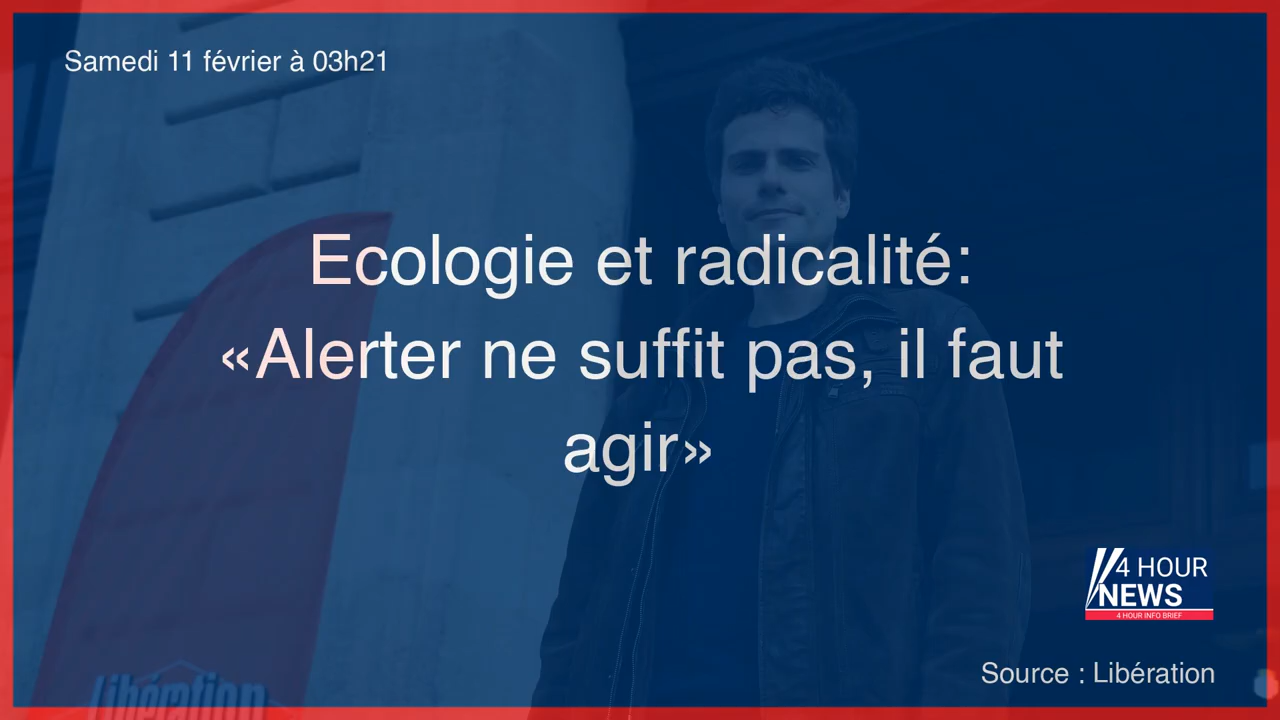 Samedi 11 février à 03h21
Ecologie et radicalité:
«Alerter ne suffit pas, il faut
agir»
4 HOUR
NEWS
4 HOUR INFO BRIEF
Source : Libération
Libération